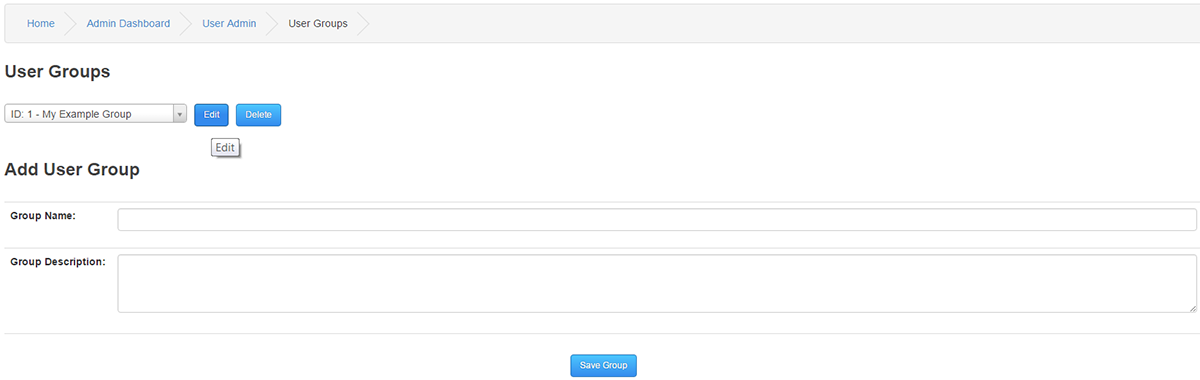 Home Admin Dashboard User Admin User Groups
User Groups
ID: 1 - My Example Group Edit Delete
Edit
Add User Group
Group Name:
Group Description:
Save Group